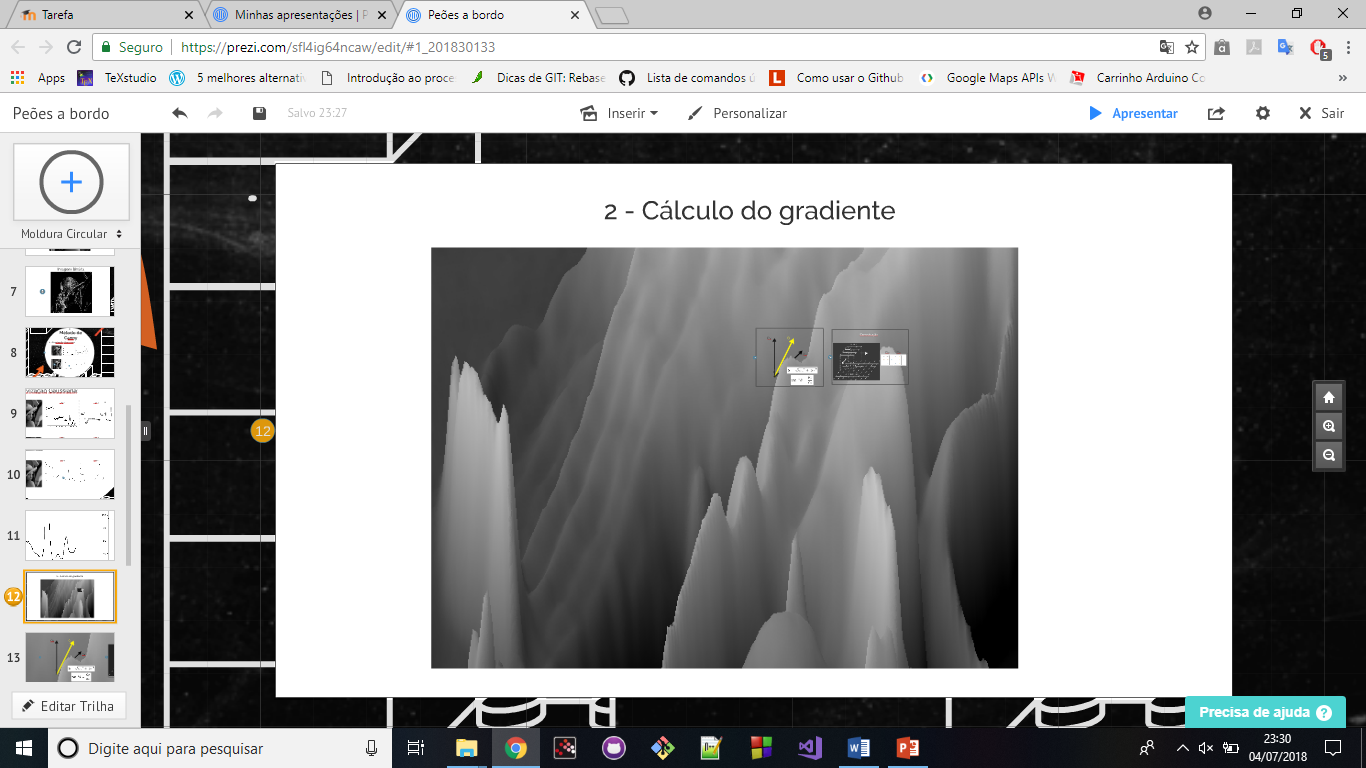 Tarefa
Minhas apresentações | P
Peões a bordo
Seguro
https://prezi.com/sfl4ig64ncaw/edit/#1_201830133
5
Apps
TeXstudio
5 melhores alternativ
Introdução ao proce
Dicas de GIT: Rebase
Lista de comandos ú
Como usar o Github
Google Maps APIs W
Carrinho Arduino Co
»
Peões a bordo
Salvo 23:27
Inserir
Personalizar
Apresentar
Sair
Moldura Circular
7
8
9
10
11
12
13
Editar Trilha
12
2 - Cálculo do gradiente
Precisa de ajuda ?
Digite aqui para pesquisar
23:30
04/07/2018